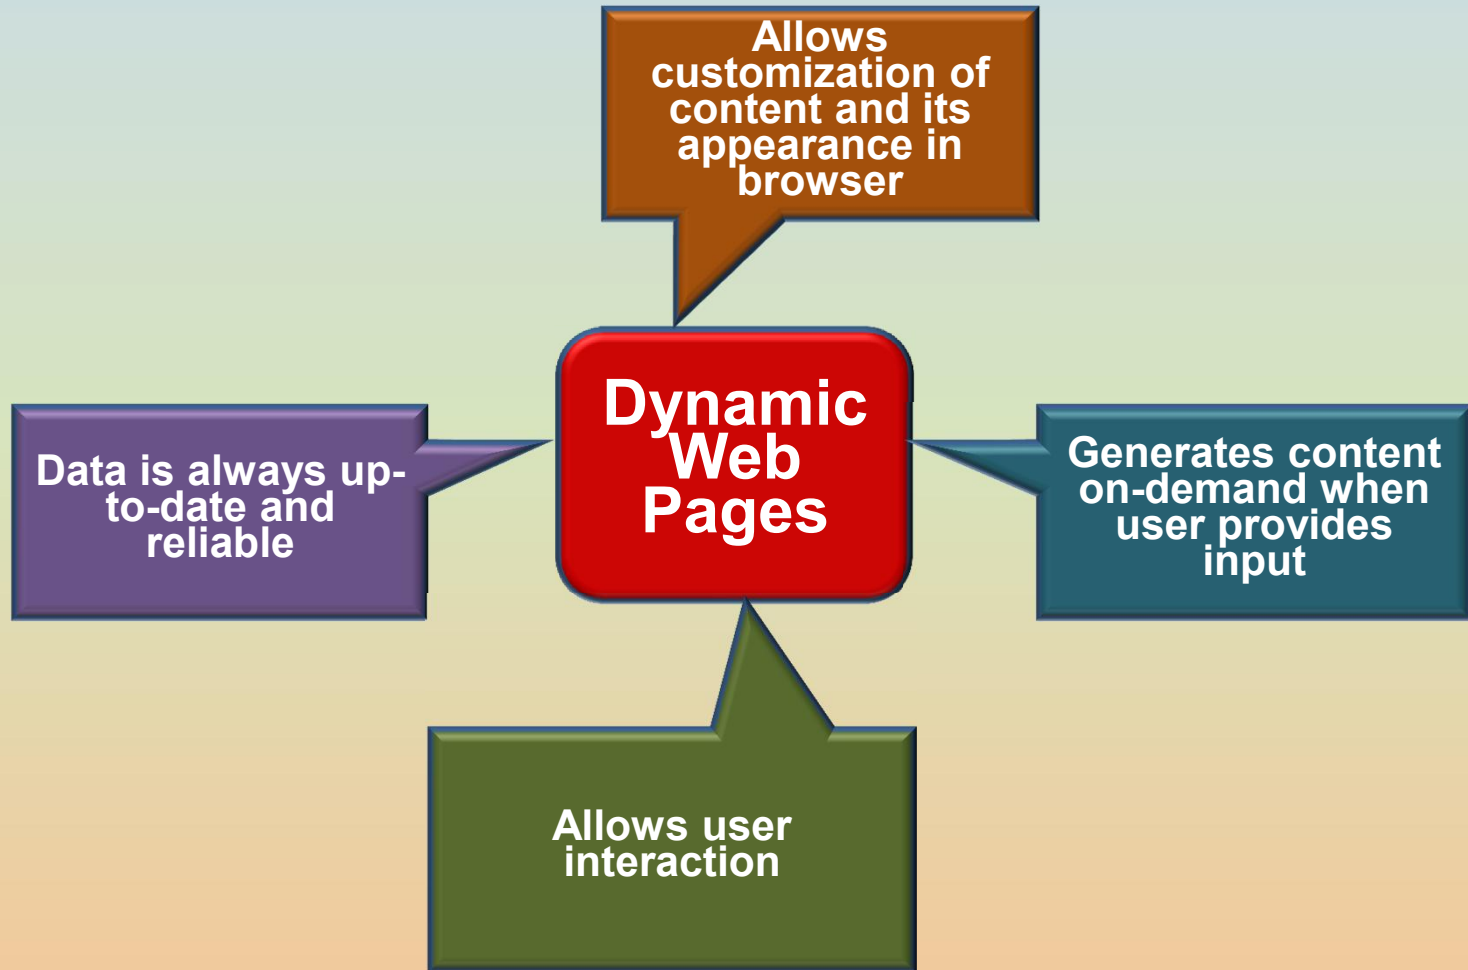 Allows
customization of
content and its
appearance in
browser
Dynamic
Web
Pages
Data is always up-
to-date and
reliable
Generates content
on-demand when
user provides
input
Allows user
interaction